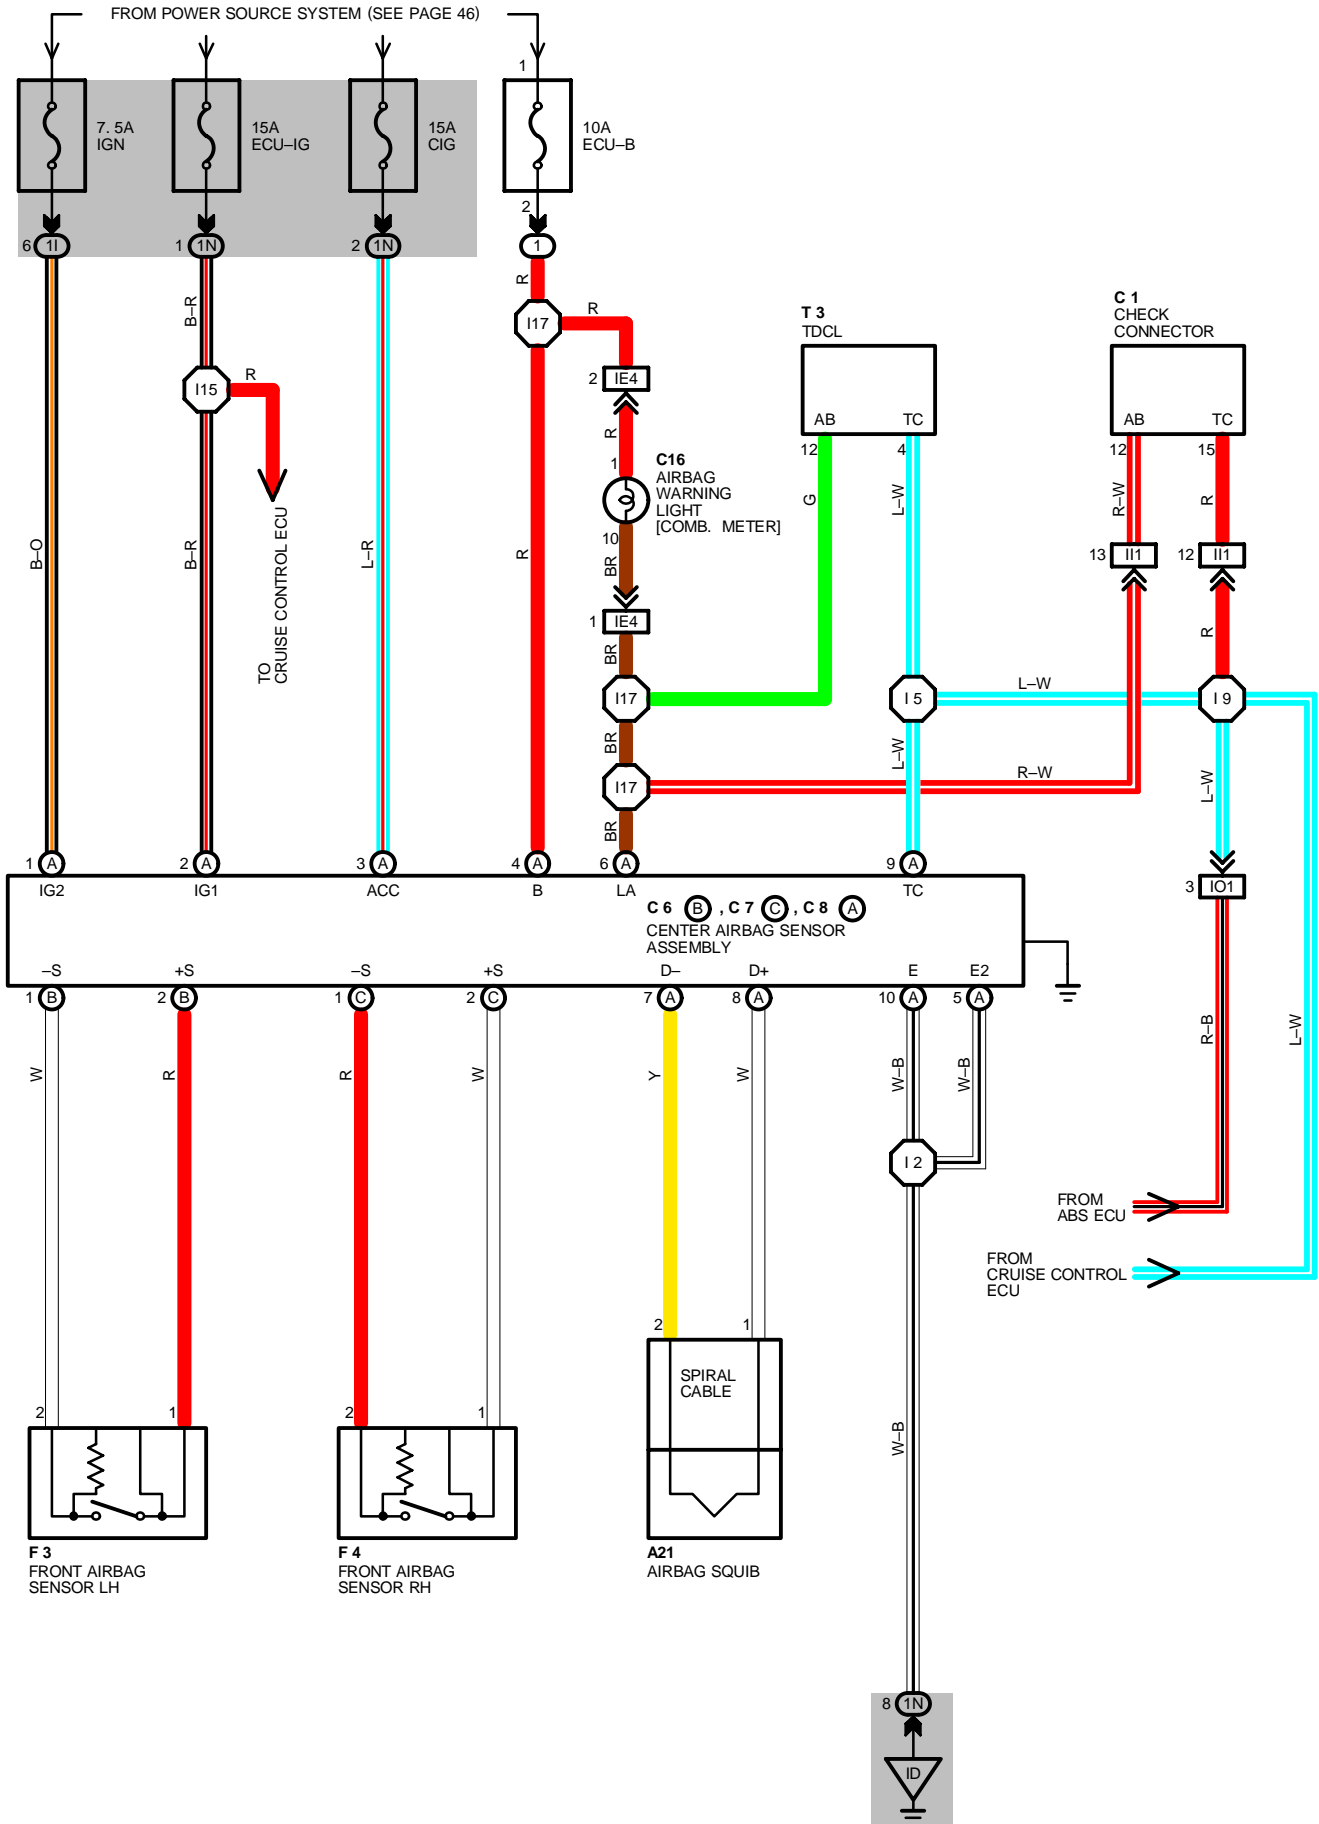 FROM POWER SOURCE SYSTEM (SEE PAGE 46)
1
7. 5A
IGN
15A
ECU–IG
15A
CIG
10A
ECU–B
2
6 1I
1 1N
2 1N
1
R
B–R
I17
R
T 3
TDCL
C 1
CHECK
CONNECTOR
I15
R
2 IE4
AB
TC
AB
TC
12
4
12
15
R
1
C16
AIRBAG
WARNING
LIGHT
[COMB. METER]
G
L–W
R–W
R
10
B–O
B–R
L–R
R
BR
TO
CRUISE CONTROL ECU
13 II1
12 II1
1 IE4
R
BR
I17
I 5
L–W
I 9
BR
L–W
I17
R–W
L–W
BR
1 A
2 A
3 A
4 A
6 A
9 A
IG2
IG1
ACC
B
LA
TC
3 IO1
C 6 B , C 7 C , C 8 A
CENTER AIRBAG SENSOR
ASSEMBLY
–S
+S
–S
+S
D–
D+
E
E2
1 B
2 B
1 C
2 C
7 A
8 A
10 A
5 A
R–B
L–W
W
R
R
W
Y
W
W–B
W–B
I 2
FROM
ABS ECU
FROM
CRUISE CONTROL
ECU
2
1
SPIRAL
CABLE
2
1
2
1
W–B
F 3
FRONT AIRBAG
SENSOR LH
F 4
FRONT AIRBAG
SENSOR RH
A21
AIRBAG SQUIB
8 1N
ID